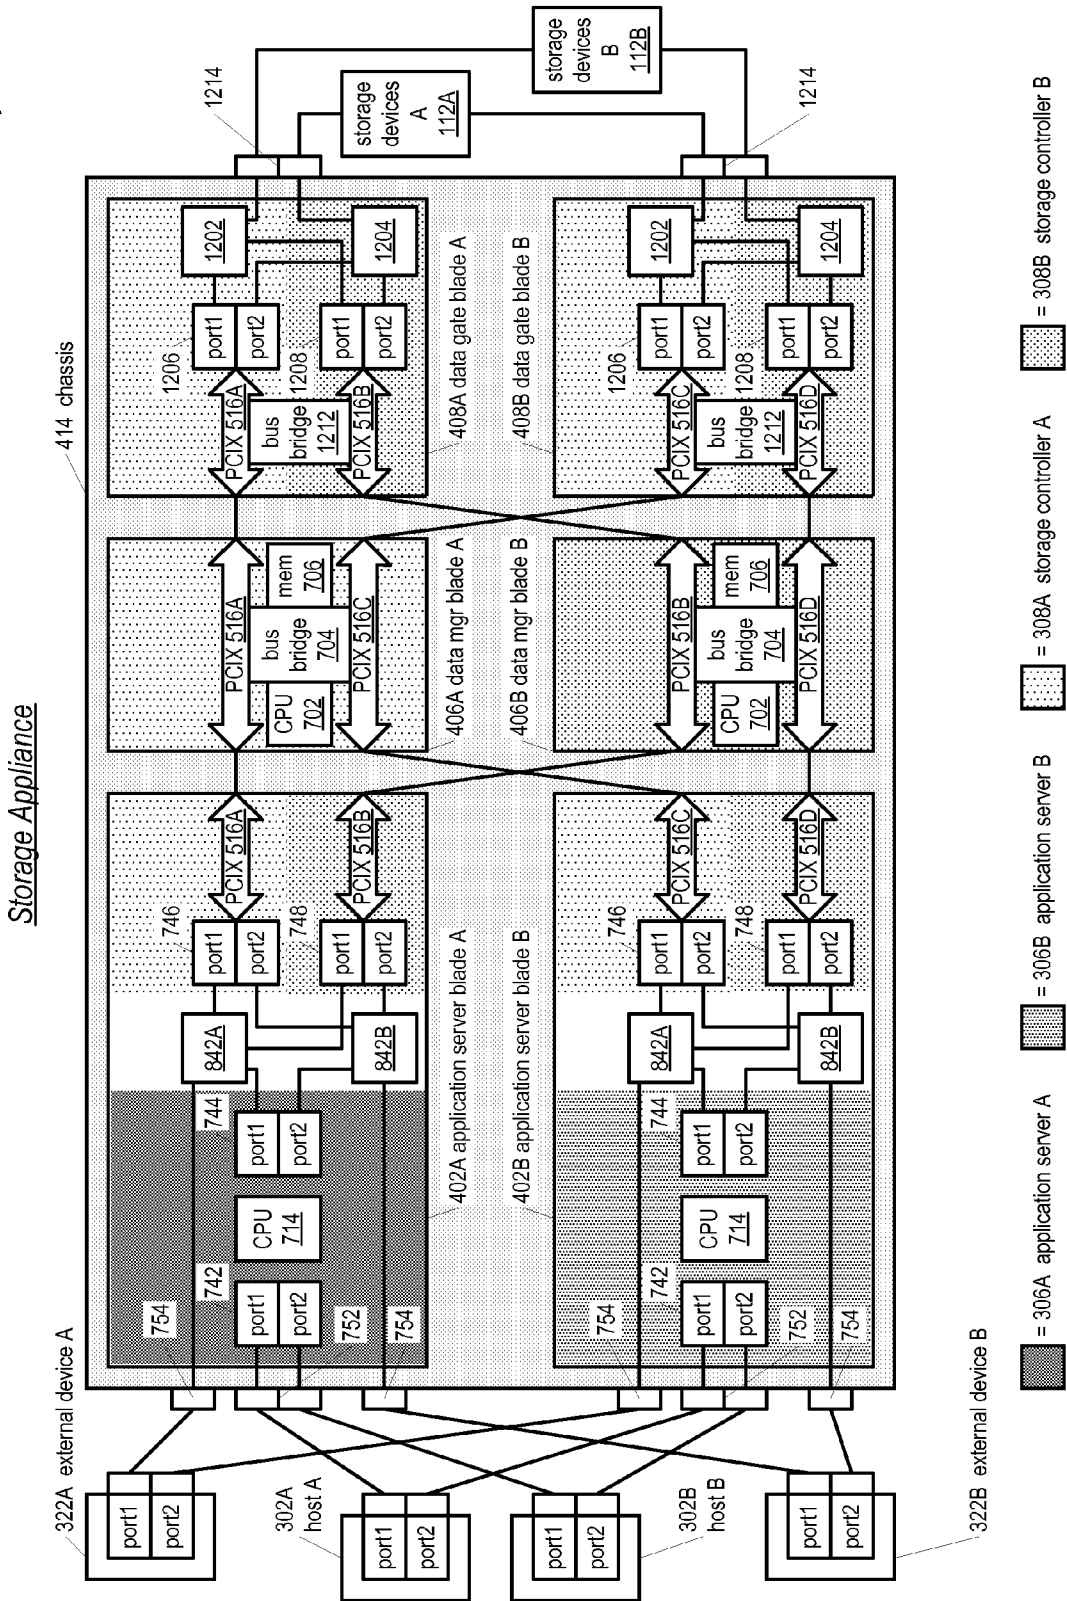 Storage Appliance
322A external device A
port1
port2
302A
host A
port1
port2
302B
host B
port1
port2
322B external device B
port1
port2
414 chassis
754
742
port1
port2
752
754
CPU
714
744
port1
port2
842A
842B
746
port1
port2
748
port1
port2
PCIX 516A
PCIX 516B
402A application server blade A
PCIX 516A
CPU
702
bus
bridge
704
mem
706
PCIX 516C
406A data mgr blade A
PCIX 516A
bus
bridge
1212
PCIX 516B
1206
port1
port2
1208
port1
port2
1202
1204
408A data gate blade A
1214
storage
devices
A
112A
storage
devices
B
112B
402B application server blade B
754
742
port1
port2
752
754
CPU
714
744
port1
port2
842A
842B
746
port1
port2
748
port1
port2
PCIX 516C
PCIX 516D
406B data mgr blade B
PCIX 516B
CPU
702
bus
bridge
704
mem
706
PCIX 516D
408B data gate blade B
PCIX 516C
bus
bridge
1212
PCIX 516D
1206
port1
port2
1208
port1
port2
1202
1204
1214
= 306A application server A
= 306B application server B
= 308A storage controller A
= 308B storage controller B